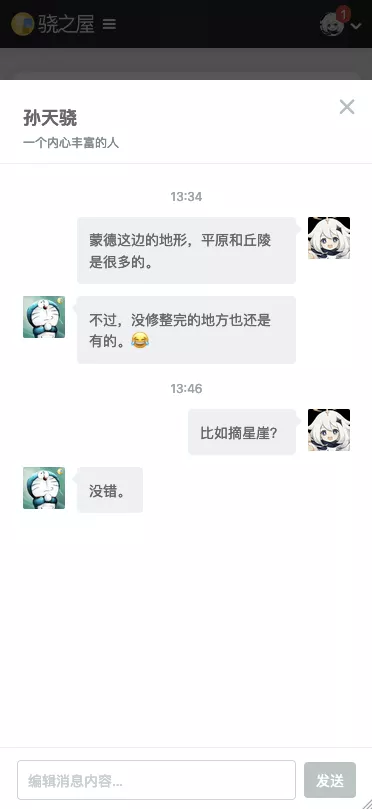 骁之屋
1
孙天骁
一个内心丰富的人
13:34
蒙德这边的地形，平原和丘陵
是很多的。
不过，没修整完的地方也还是
有的。😂
13:46
比如摘星崖？
没错。
编辑消息内容...
发送